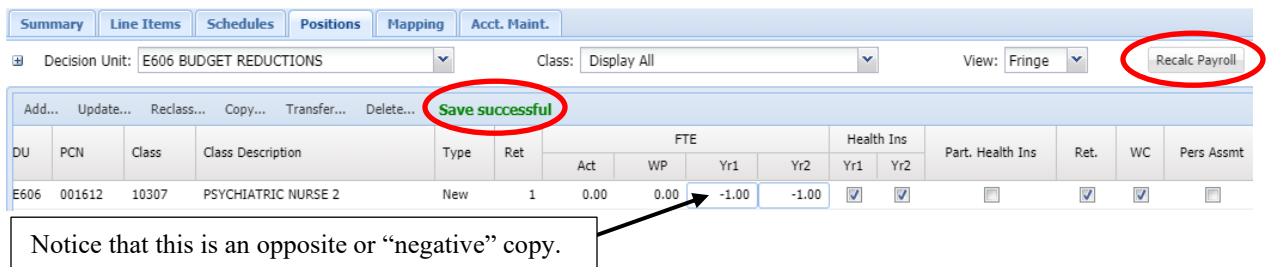 Summary Line Items Schedules Positions Mapping Acct. Maint.
Decision Unit: E606 BUDGET REDUCTIONS Class: Display All View: Fringe Recalc Payroll
Add... Update... Reclass... Copy... Transfer... Delete... Save successful
DU PCN Class Class Description Type Ret FTE Health Ins Part. Health Ins Ret. WC Pers Assmt
Act WP Yr1 Yr2 Yr1 Yr2
E606 001612 10307 PSYCHIATRIC NURSE 2 New 1 0.00 0.00 -1.00 -1.00
Notice that this is an opposite or “negative” copy.